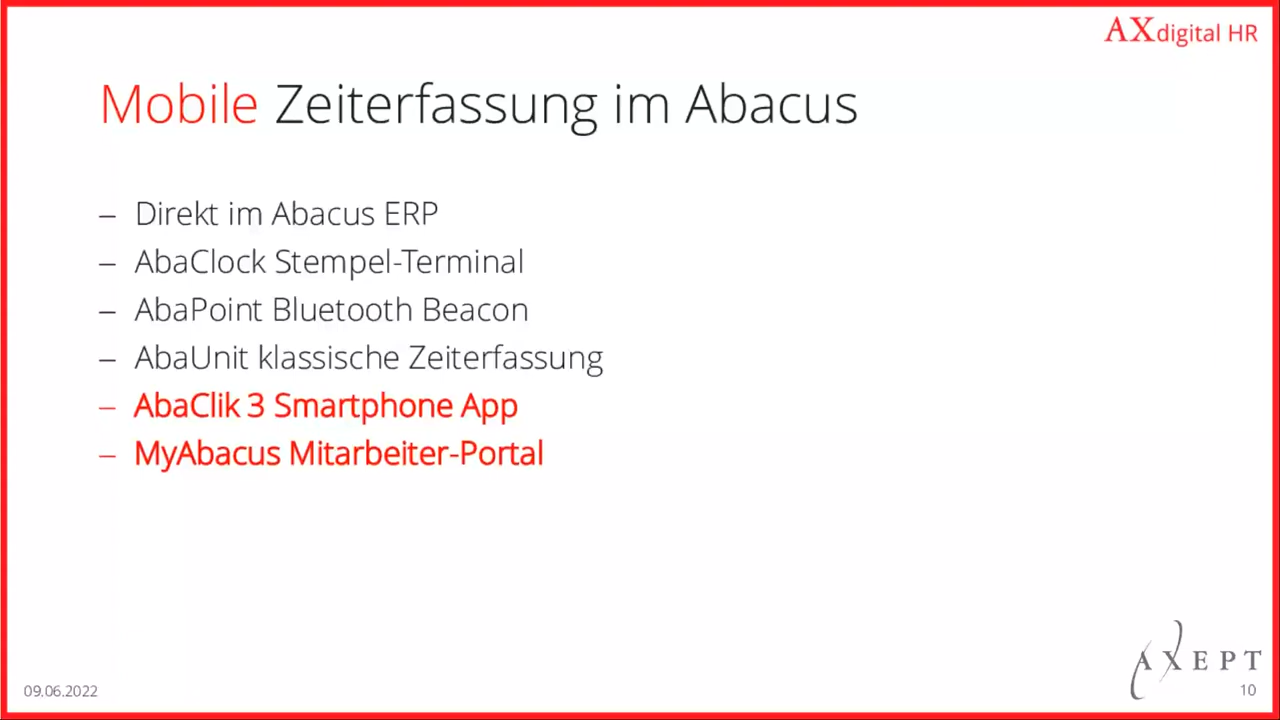 AXdigital HR
Mobile Zeiterfassung im Abacus
– Direkt im Abacus ERP
– AbaClock Stempel-Terminal
– AbaPoint Bluetooth Beacon
– AbaUnit klassische Zeiterfassung
– AbaClik 3 Smartphone App
– MyAbacus Mitarbeiter-Portal
AXEPT
09.06.2022
10